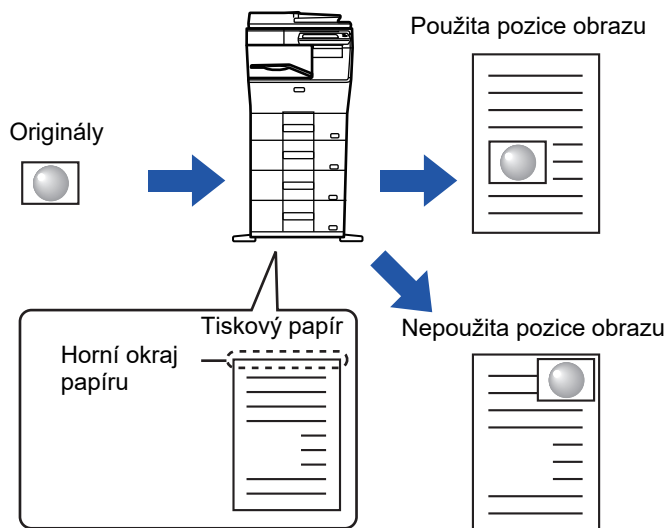 Použita pozice obrazu
Originály
Tiskový papír
Horní okraj
papíru
Nepoužita pozice obrazu